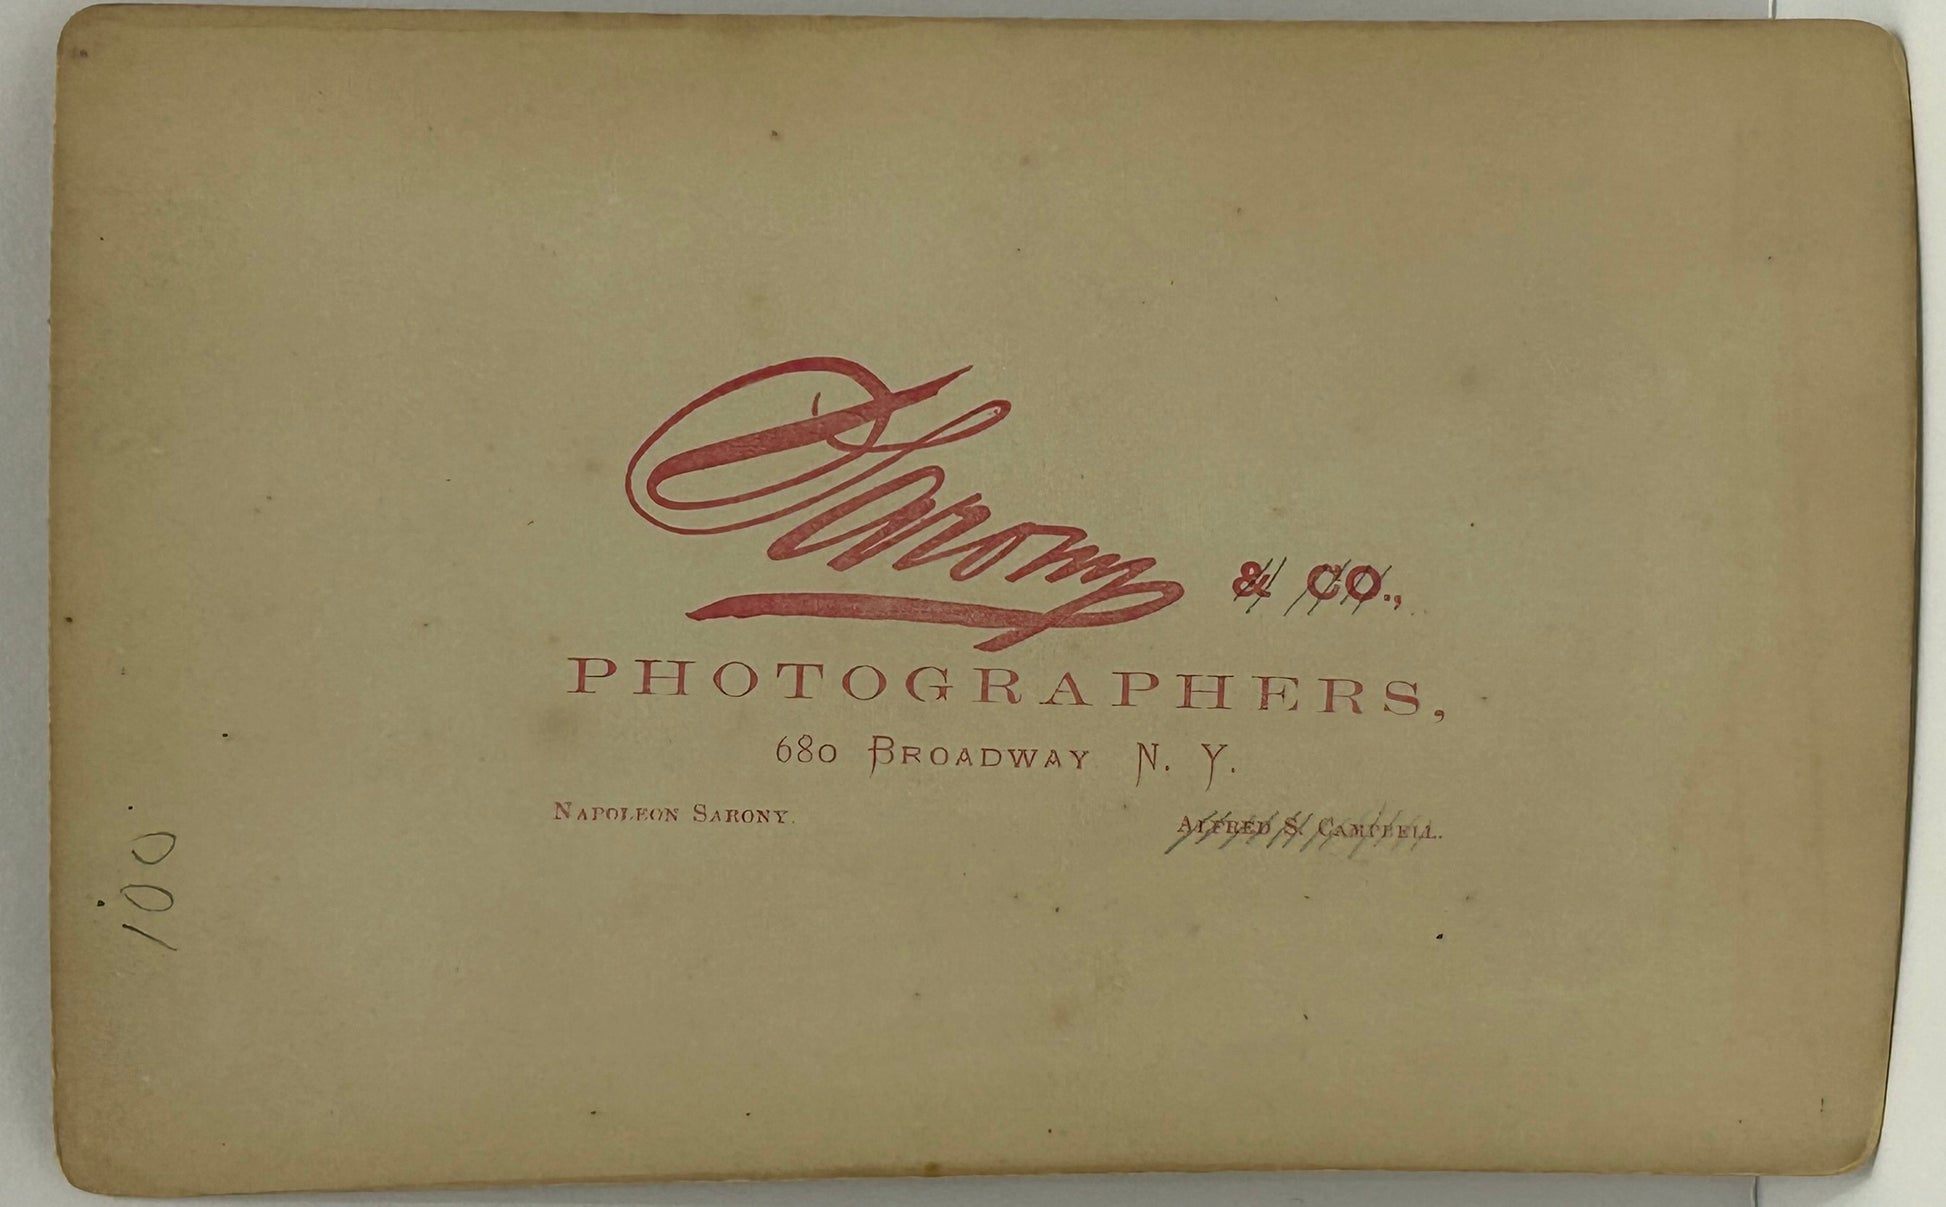 Sarony & CO.,
PHOTOGRAPHERS,
680 BROADWAY N. Y.
NAPOLEON SARONY. ALFRED S. CAMPBELL.
100